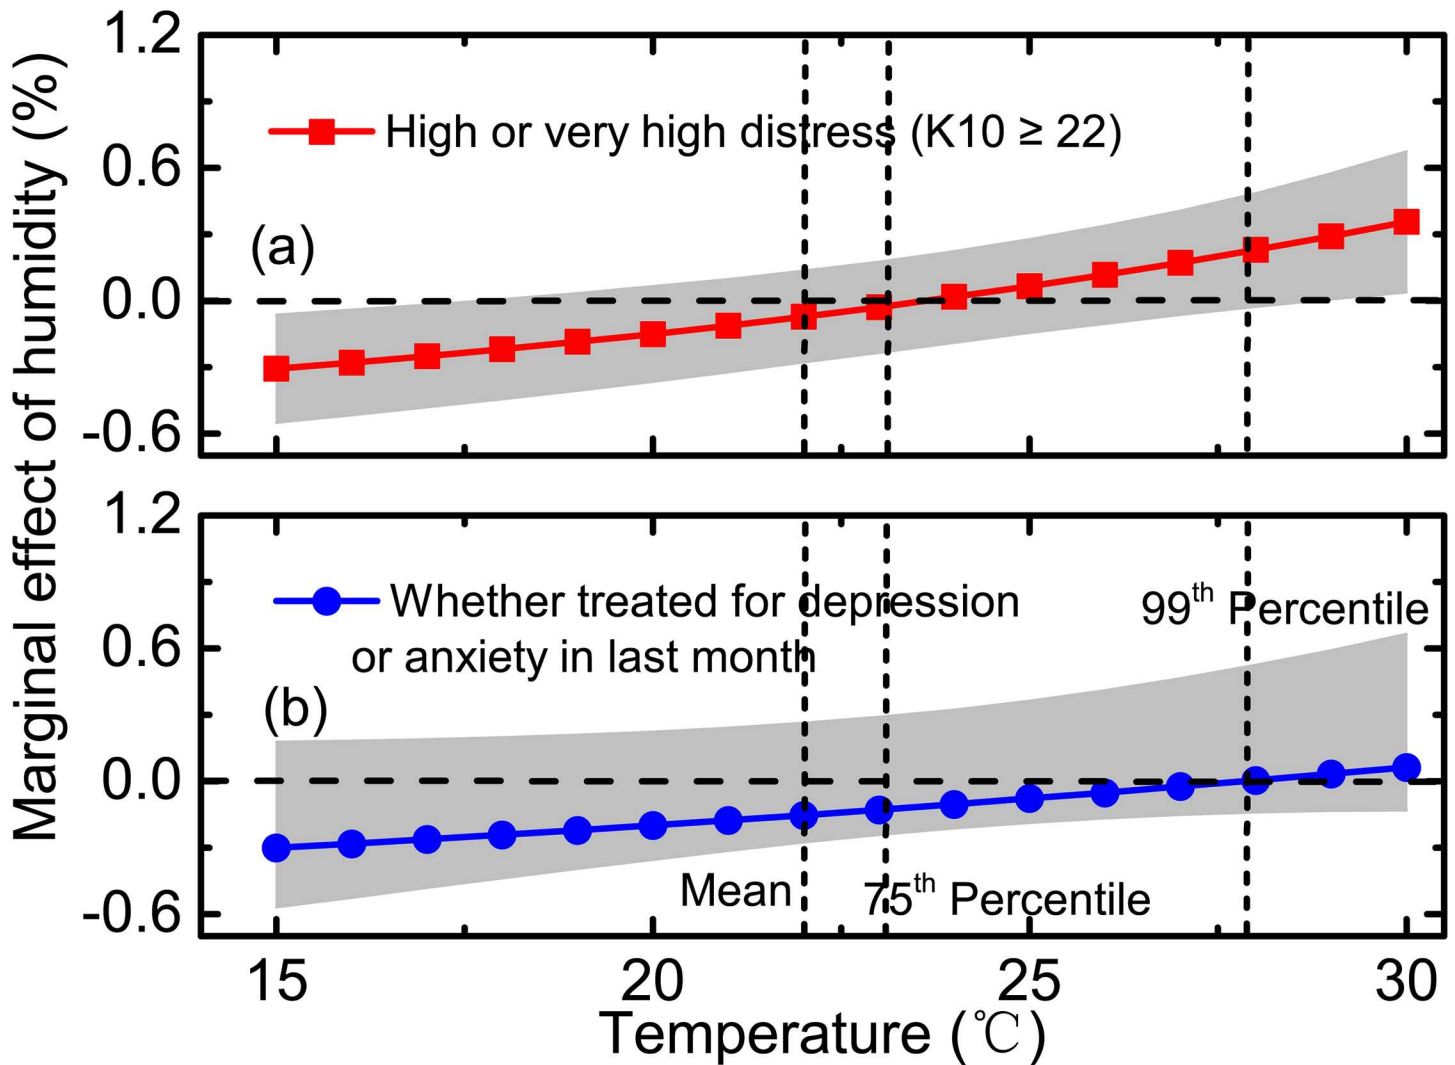 Marginal effect of humidity (%)
1.2
0.6
0.0
-0.6
High or very high distress (K10 ≥ 22)
(a)
1.2
0.6
0.0
-0.6
Whether treated for depression
or anxiety in last month
99th Percentile
(b)
Mean
75th Percentile
15
20
25
30
Temperature (℃)